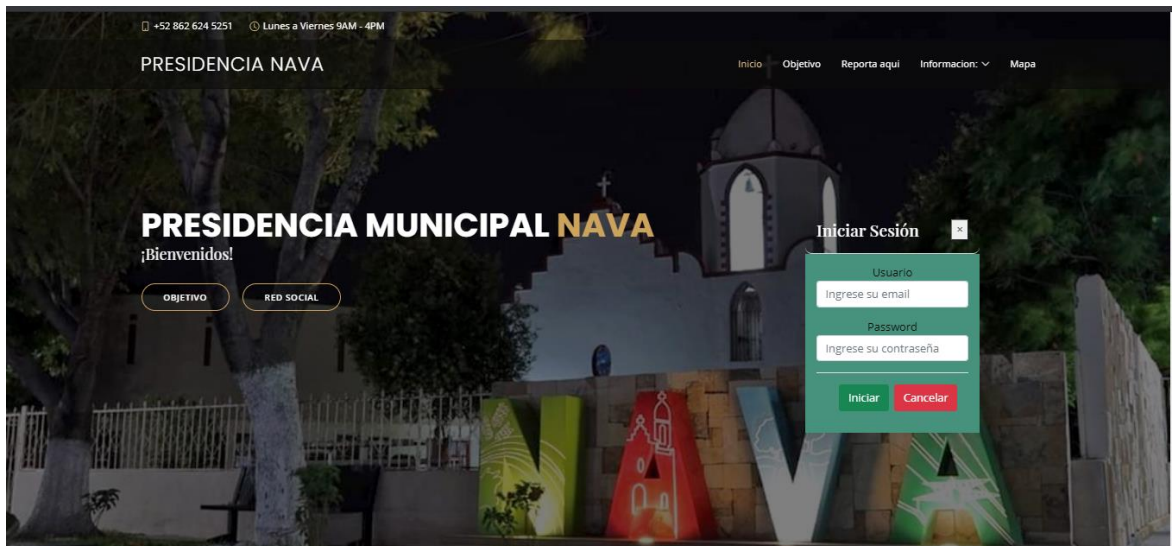 +52 862 624 5251 Lunes a Viernes 9AM - 4PM
PRESIDENCIA NAVA
Inicio Objetivo Reporta aqui Informacion: Mapa
PRESIDENCIA MUNICIPAL NAVA
¡Bienvenidos!
OBJETIVO RED SOCIAL
Iniciar Sesión ×
Usuario
Ingrese su email
Password
Ingrese su contraseña
Iniciar Cancelar
NAVA